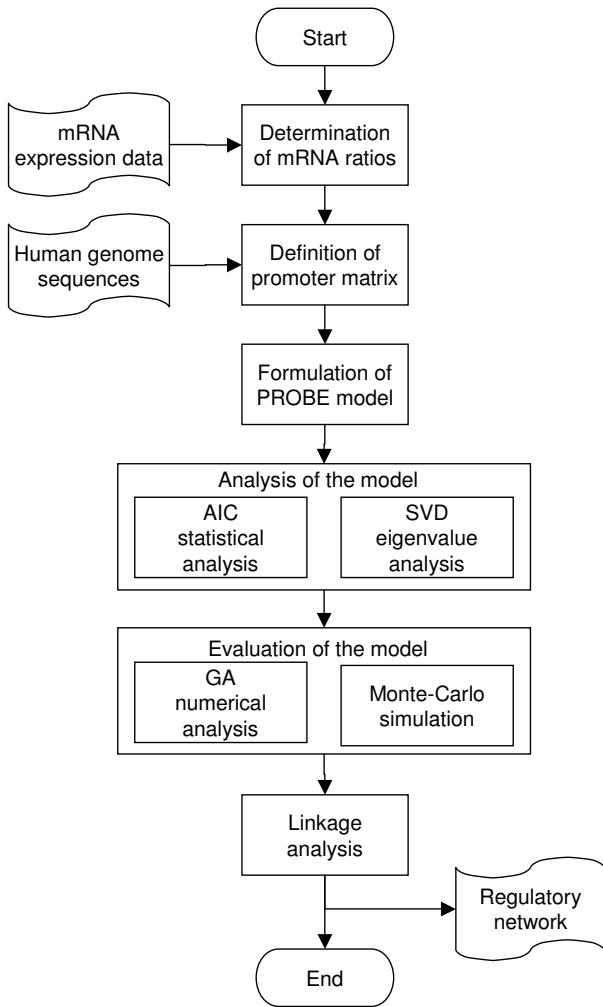 Start
mRNA
expression data
Determination
of mRNA ratios
Human genome
sequences
Definition of
promoter matrix
Formulation of
PROBE model
Analysis of the model
AIC
statistical
analysis
SVD
eigenvalue
analysis
Evaluation of the model
GA
numerical
analysis
Monte-Carlo
simulation
Linkage
analysis
Regulatory
network
End